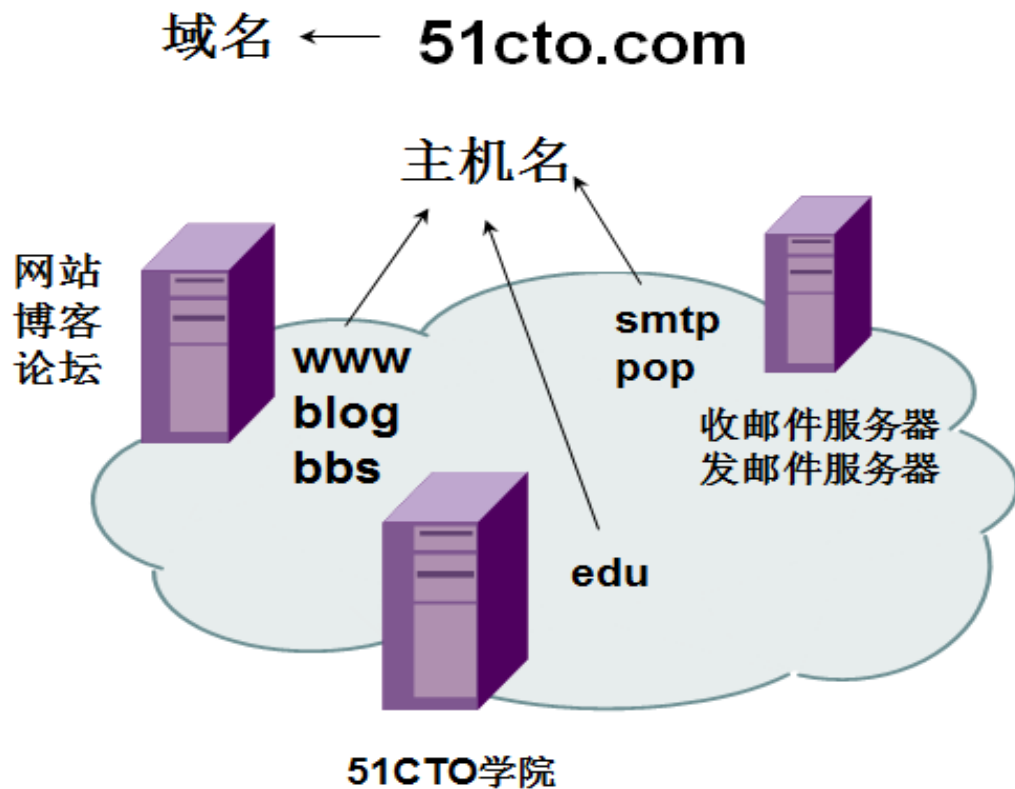 域名 51cto.com
主机名
网站
博客
论坛
www
blog
bbs
smtp
pop
收邮件服务器
发邮件服务器
edu
51CTO学院